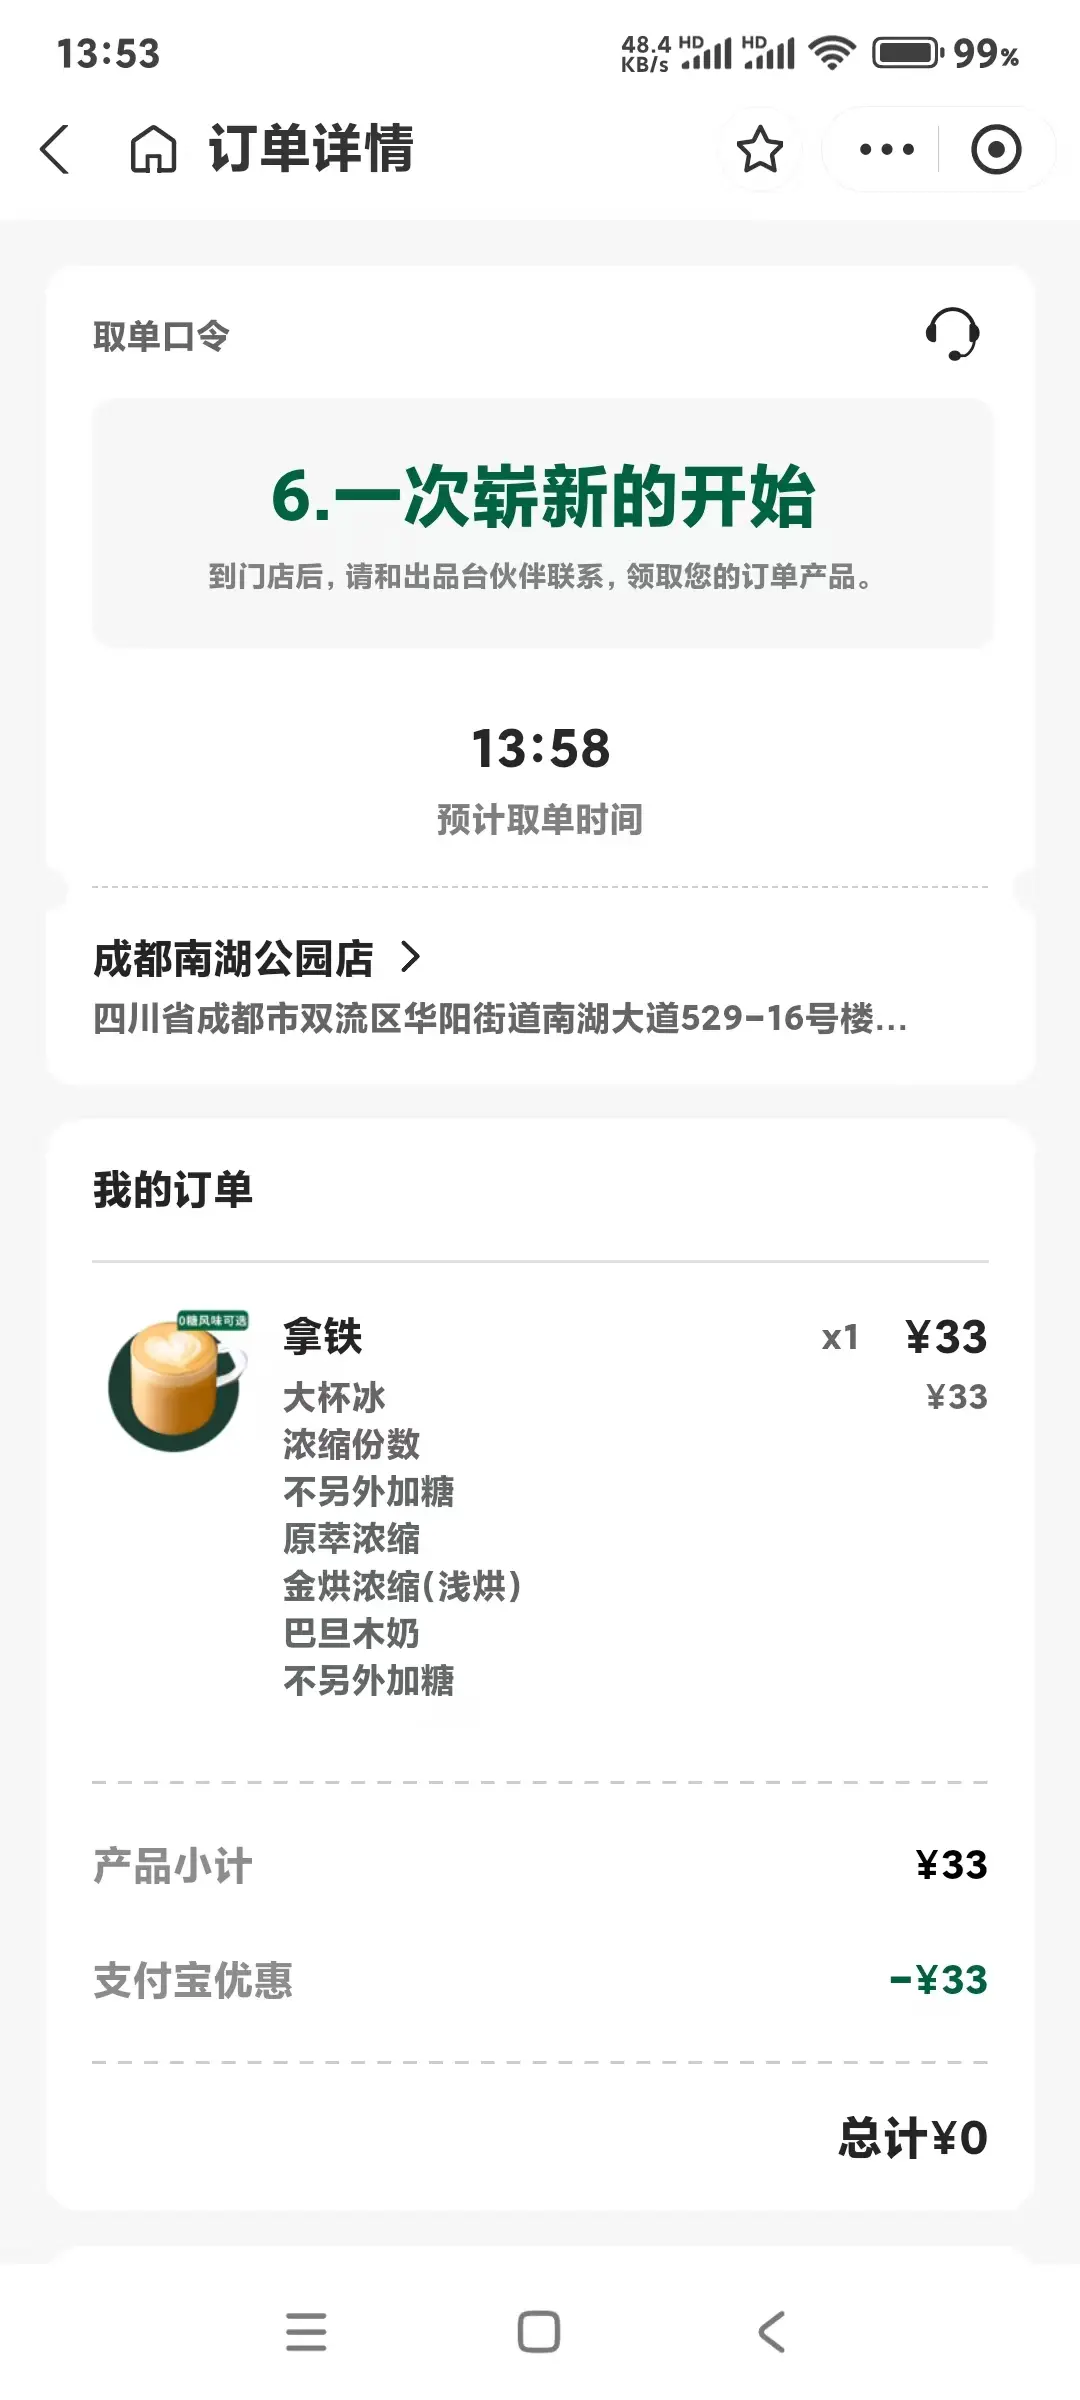 13:53
48.4 KB/s HD HD 99%
订单详情
取单口令
6.一次崭新的开始
到门店后, 请和出品台伙伴联系, 领取您的订单产品。
13:58
预计取单时间
成都南湖公园店
四川省成都市双流区华阳街道南湖大道529-16号楼...
我的订单
0糖风味可选
拿铁 x1 ¥33
大杯冰 ¥33
浓缩份数
不另外加糖
原萃浓缩
金烘浓缩(浅烘)
巴旦木奶
不另外加糖
产品小计 ¥33
支付宝优惠 -¥33
总计¥0